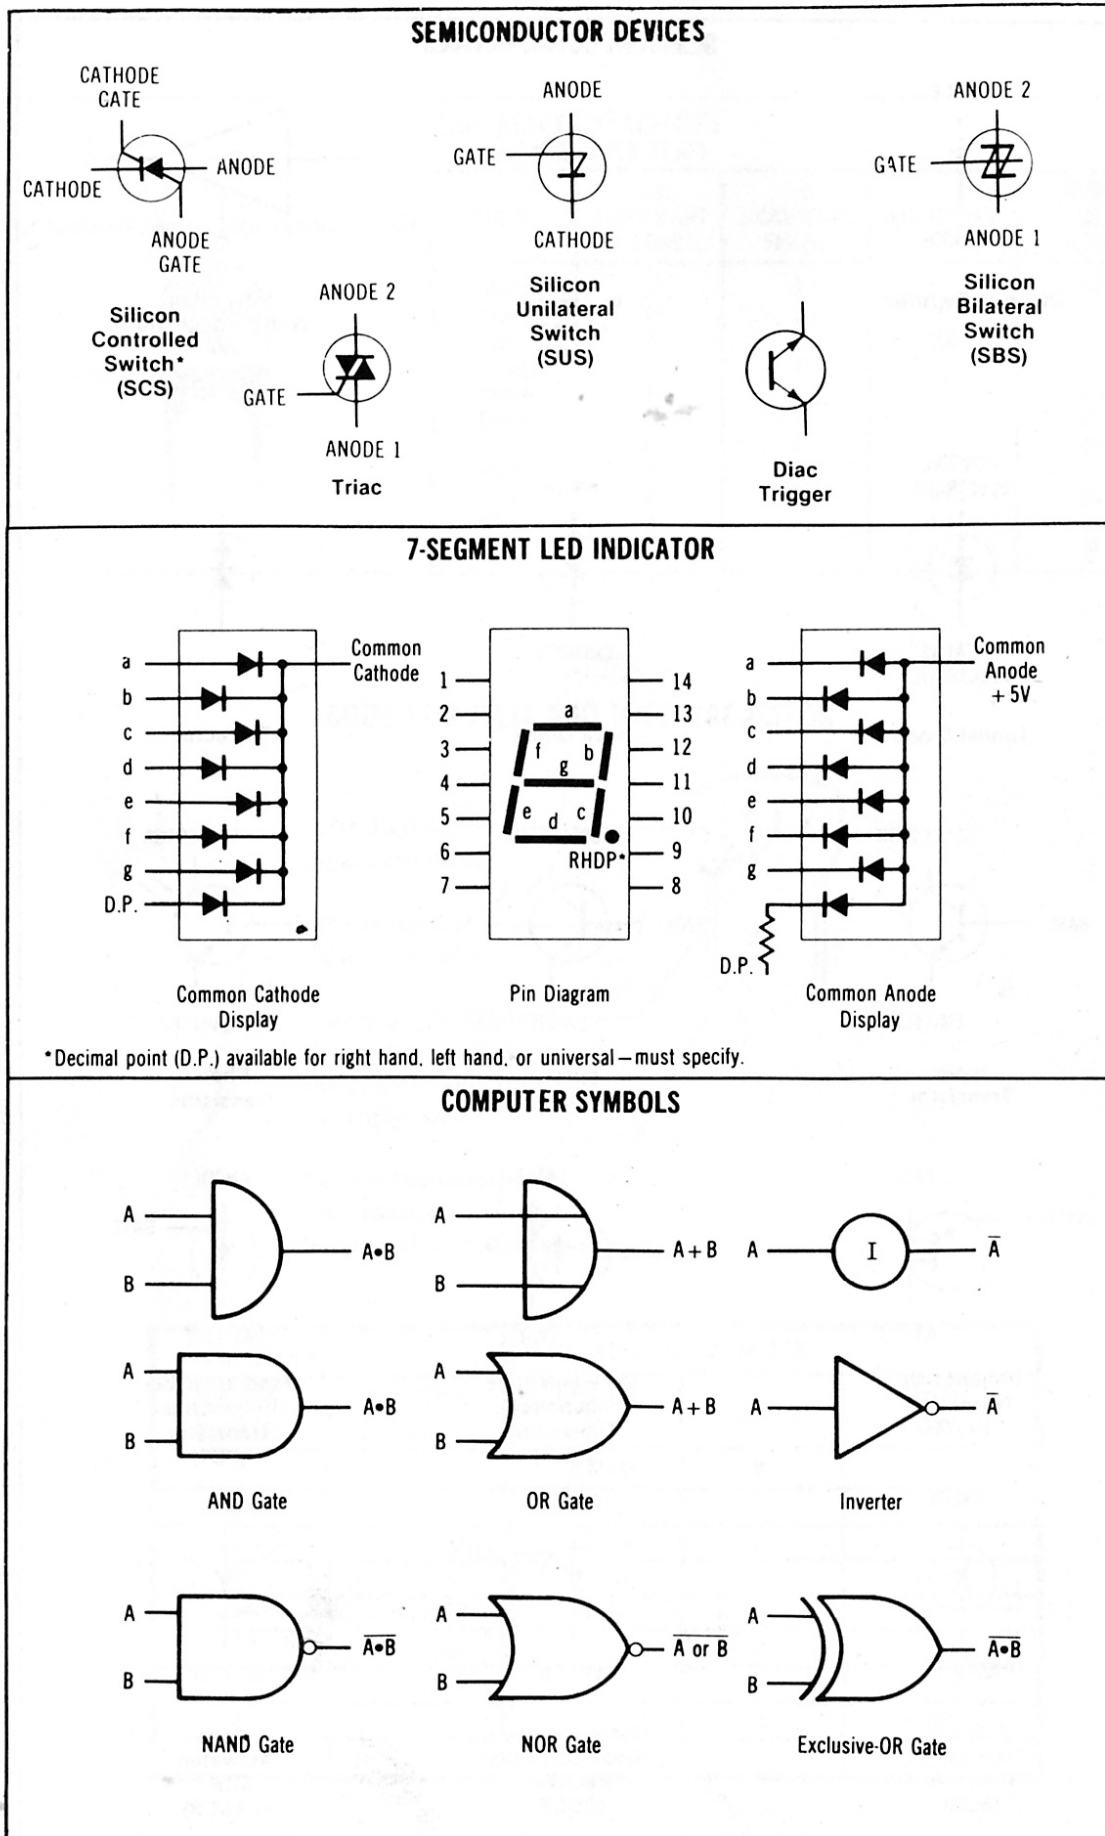 SEMICONDUCTOR DEVICES
CATHODE
GATE
CATHODE
ANODE
ANODE
GATE
Silicon
Controlled
Switch*
(SCS)
ANODE 2
GATE
ANODE 1
Triac
ANODE
GATE
CATHODE
Silicon
Unilateral
Switch
(SUS)
Diac
Trigger
ANODE 2
GATE
ANODE 1
Silicon
Bilateral
Switch
(SBS)
7-SEGMENT LED INDICATOR
a
b
c
d
e
f
g
D.P.
Common
Cathode
Common Cathode
Display
1
2
3
4
5
6
7
14
13
12
11
10
9
8
a
f b
g
e d c
RHDP*
Pin Diagram
a
b
c
d
e
f
g
D.P.
Common
Anode
+5V
Common Anode
Display
*Decimal point (D.P.) available for right hand, left hand, or universal—must specify.
COMPUTER SYMBOLS
A
B
A•B
A
B
A+B
A
I
A̅
A
B
A•B
AND Gate
A
B
A+B
OR Gate
A
A̅
Inverter
A
B
A̅•̅B̅
NAND Gate
A
B
A̅ ̅o̅r̅ ̅B̅
NOR Gate
A
B
A̅•̅B̅
Exclusive-OR Gate